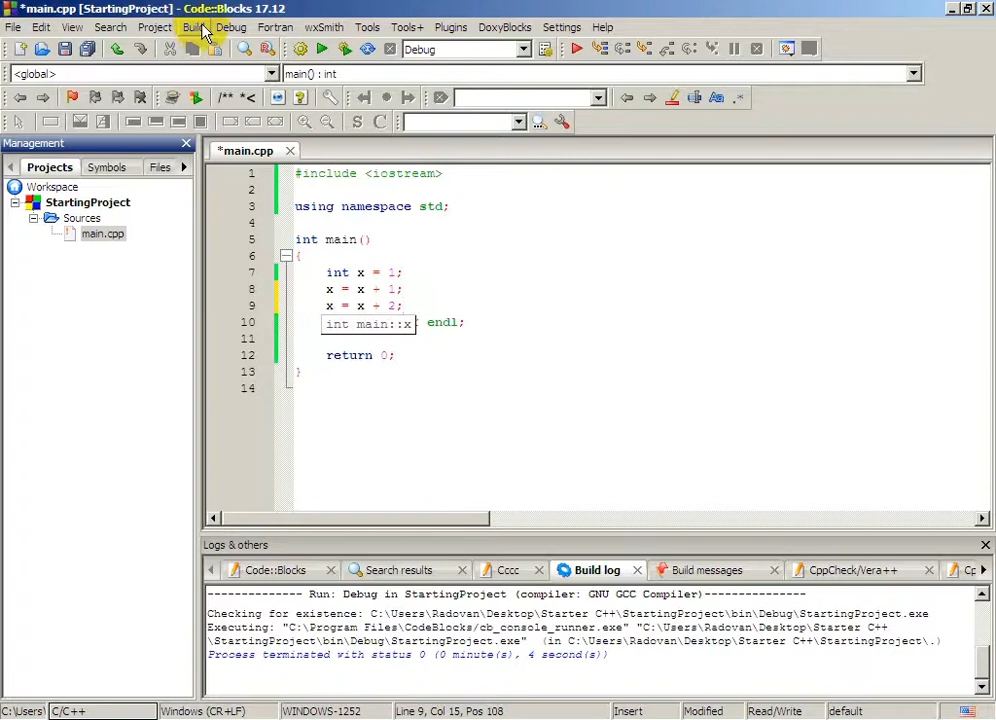 *main.cpp [StartingProject] - Code::Blocks 17.12
File Edit View Search Project Build Debug Fortran wxSmith Tools Tools+ Plugins DoxyBlocks Settings Help
Debug
<global> main() : int
/** *<
S C
Management
*main.cpp
Projects Symbols Files
Workspace
StartingProject
Sources
main.cpp
1 #include <iostream>
2
3 using namespace std;
4
5 int main()
6 {
7 int x = 1;
8 x = x + 1;
9 x = x + 2;
int main::x
10 endl;
11
12 return 0;
13 }
14
Logs & others
Code::Blocks Search results Cccc Build log Build messages CppCheck/Vera++ Cp
-------------- Run: Debug in StartingProject (compiler: GNU GCC Compiler)---------------
Checking for existence: C:\Users\Radovan\Desktop\Starter C++\StartingProject\bin\Debug\StartingProject.exe
Executing: "C:\Program Files\CodeBlocks/cb_console_runner.exe" "C:\Users\Radovan\Desktop\Starter C++
\StartingProject\bin\Debug\StartingProject.exe" (in C:\Users\Radovan\Desktop\Starter C++\StartingProject\.)
Process terminated with status 0 (0 minute(s), 4 second(s))
C:\Users\ C/C++ Windows (CR+LF) WINDOWS-1252 Line 9, Col 15, Pos 108 Insert Modified Read/Write default